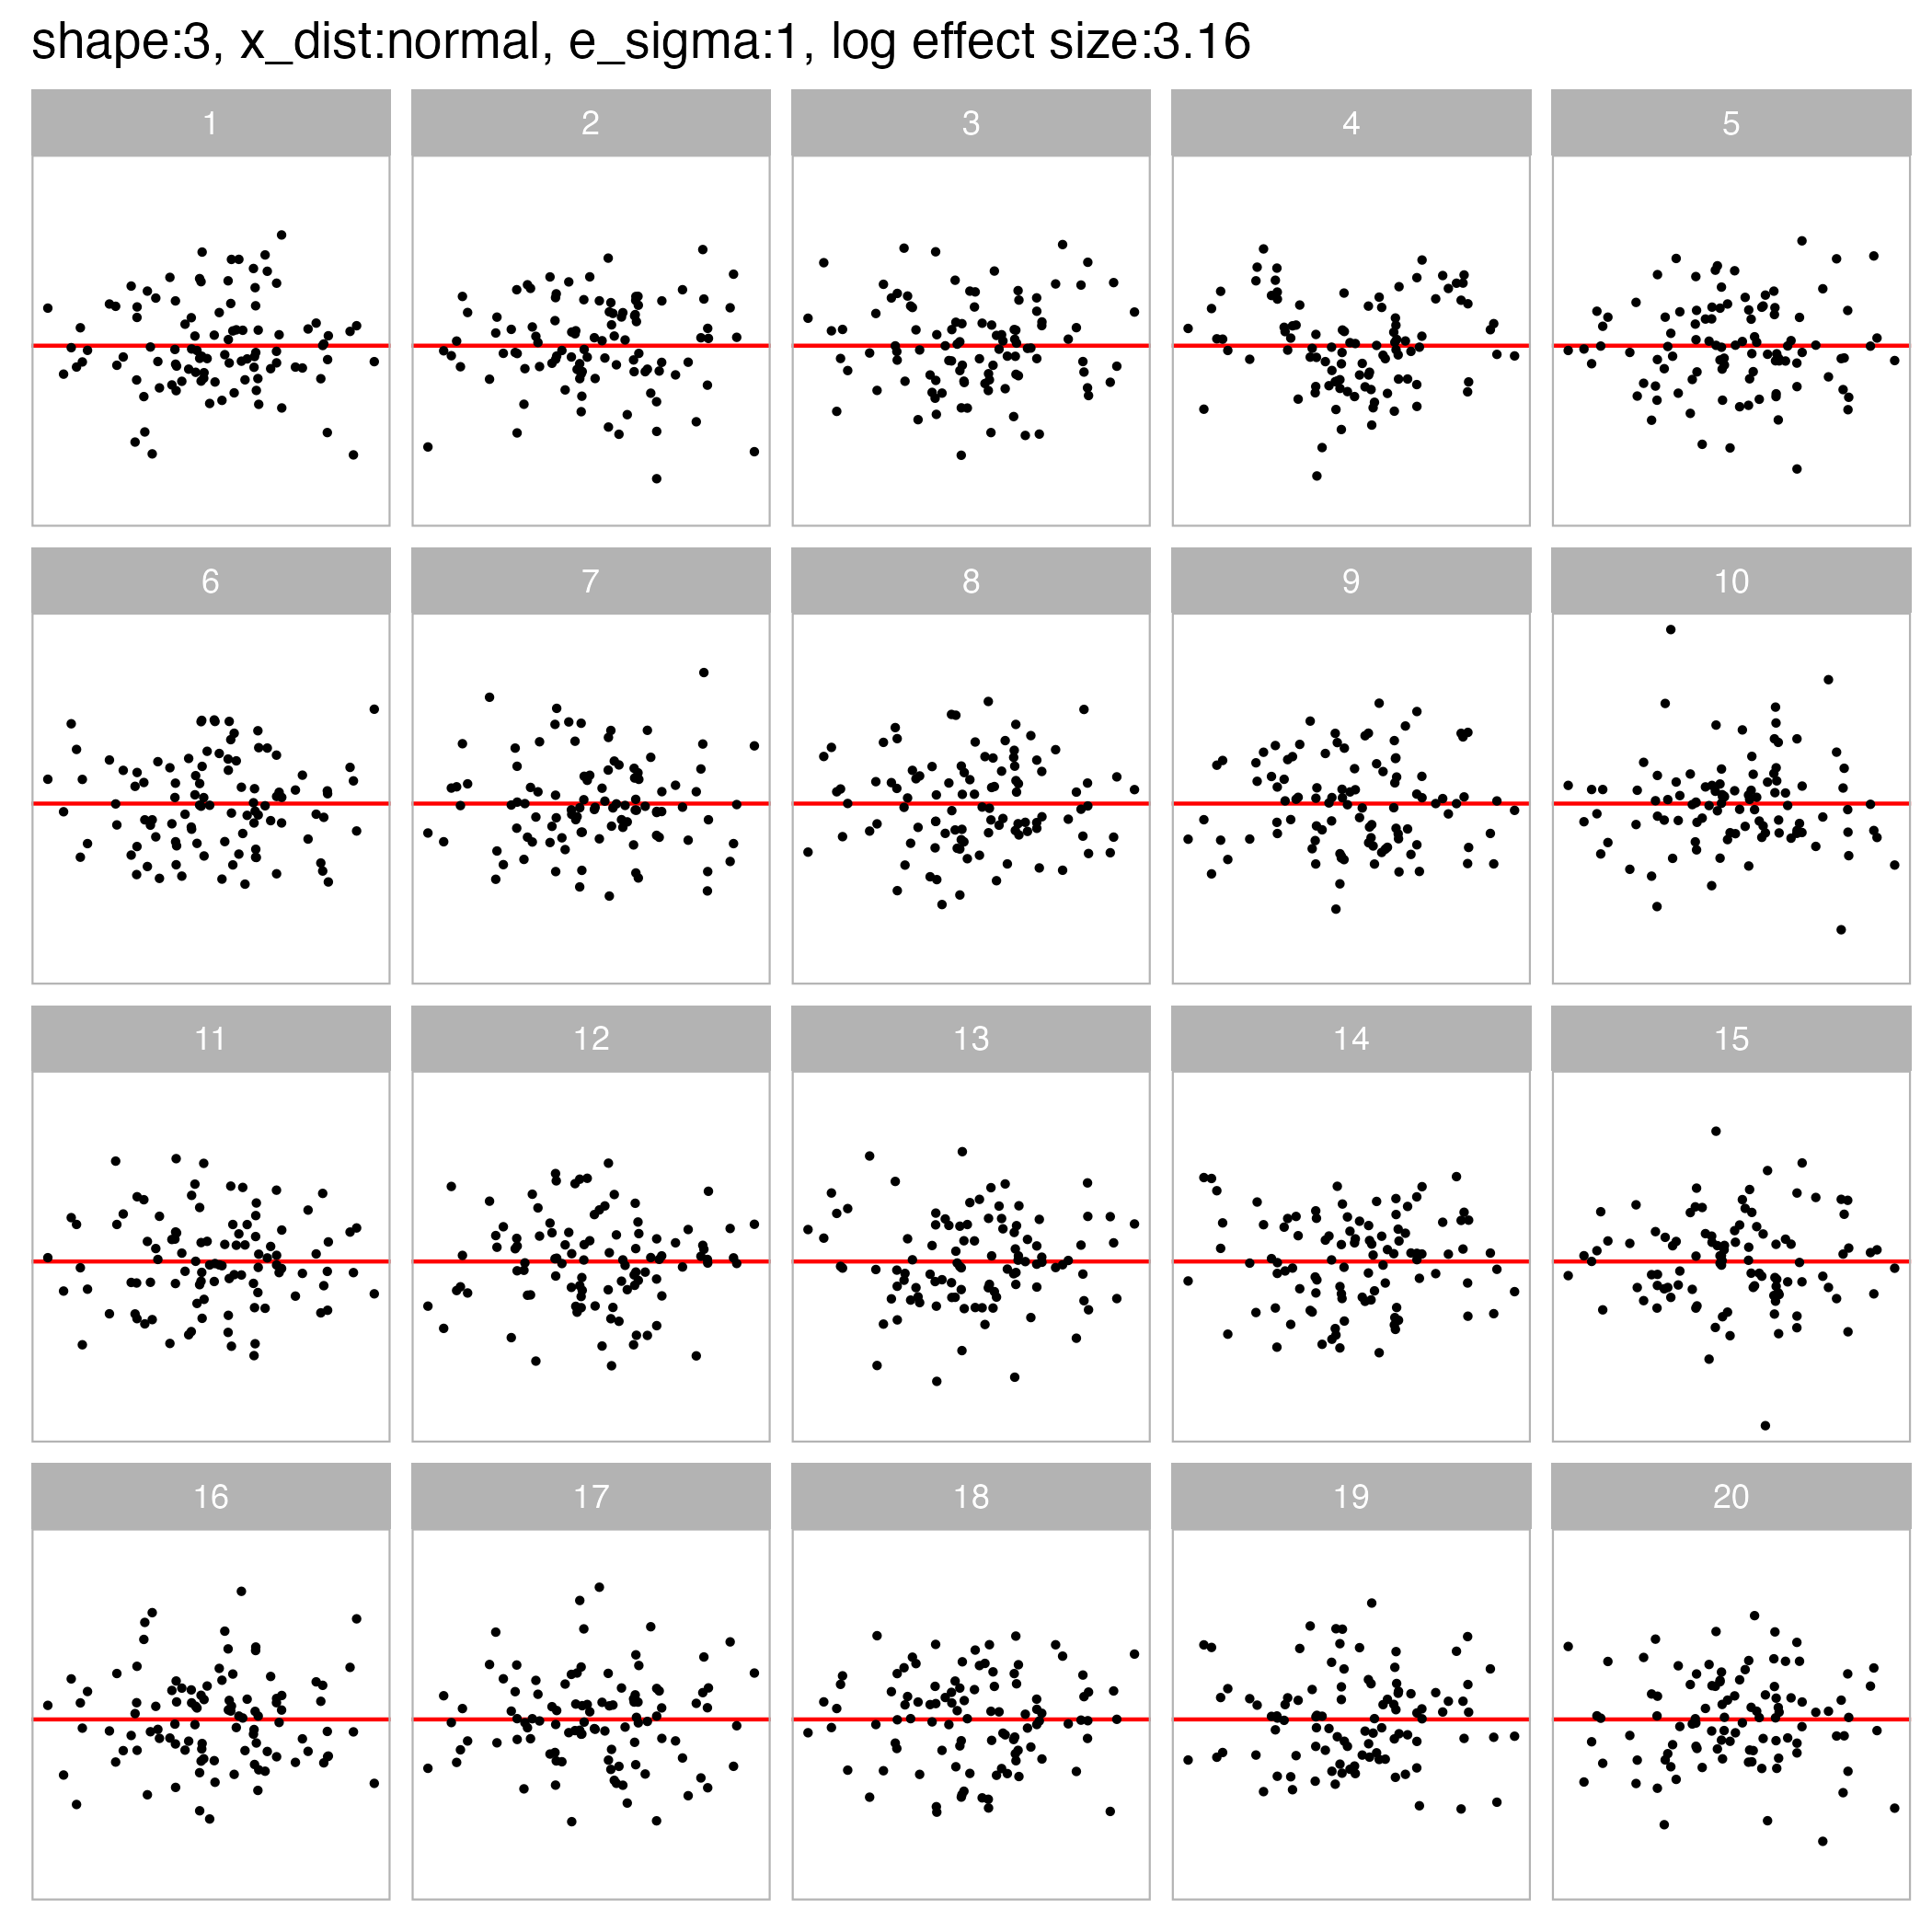 shape:3, x_dist:normal, e_sigma:1, log effect size:3.16
1 2 3 4 5
6 7 8 9 10
11 12 13 14 15
16 17 18 19 20